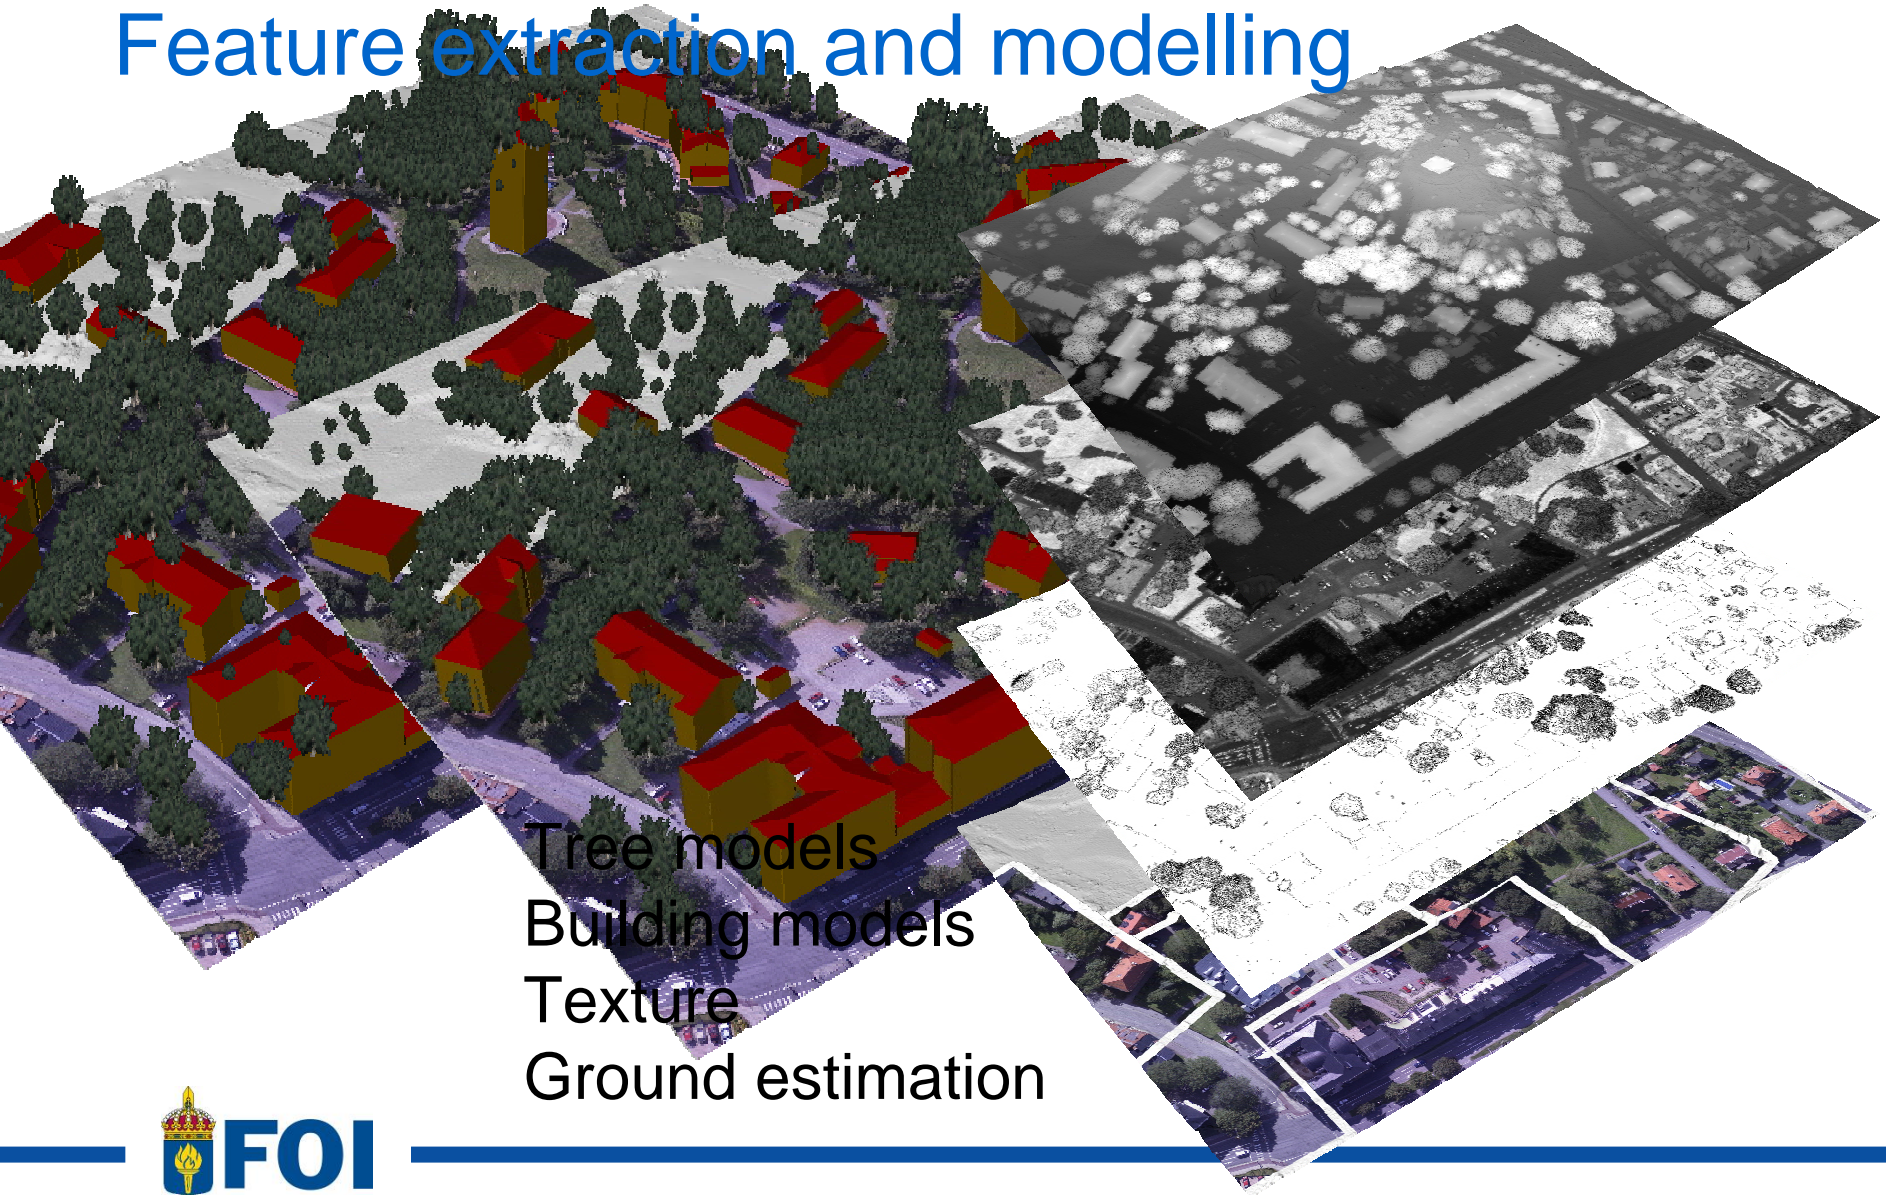 Feature extraction and modelling
Tree models
Building models
Texture
Ground estimation
FOI